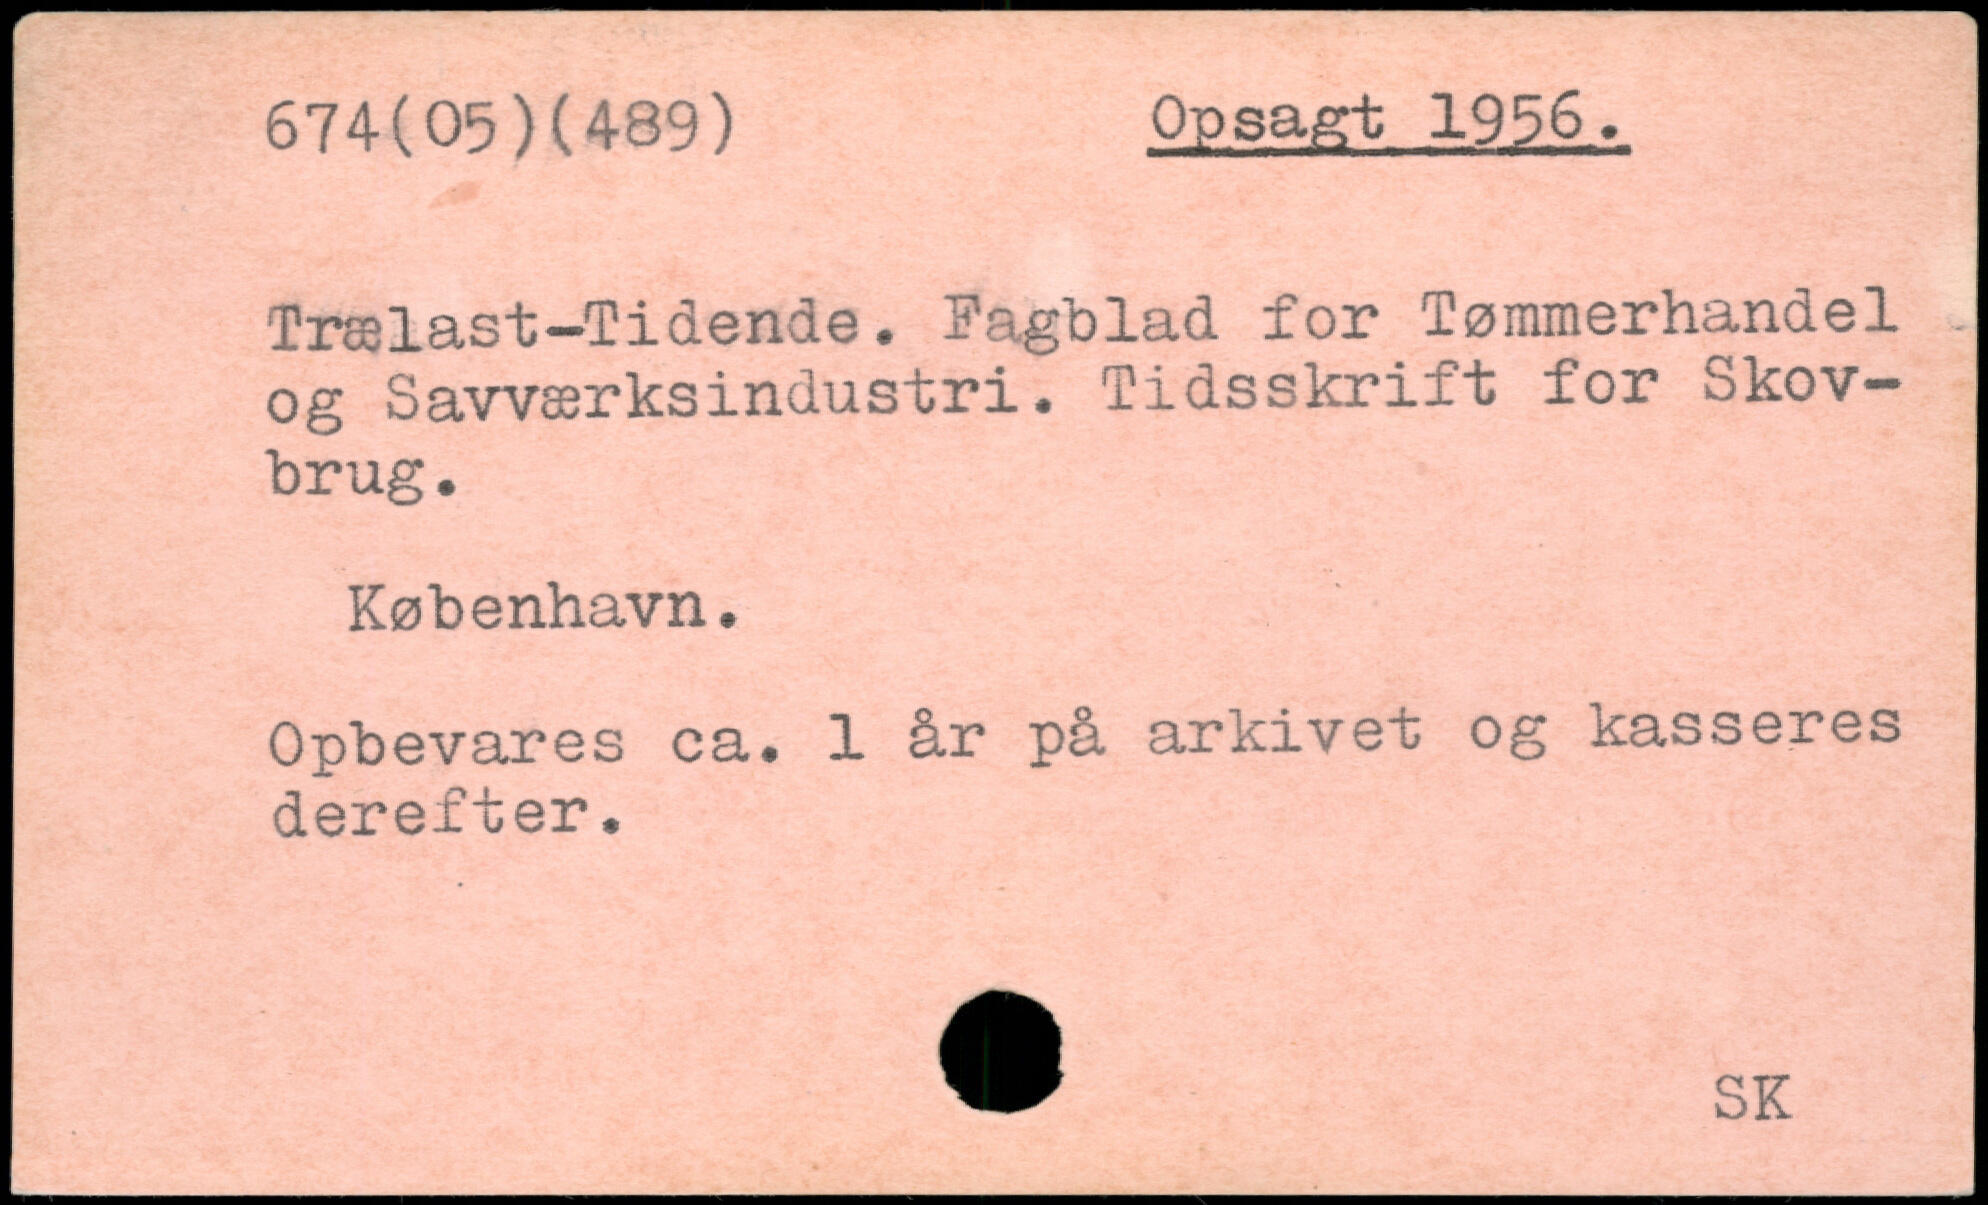 674(05)(489)
Opsagt 1956.
Trælast-Tidende. Fagblad for Tømmerhandel
og Savværksindustri. Tidsskrift for Skov-
brug.
København.
Opbevares ca. 1 år på arkivet og kasseres
derefter.
SK